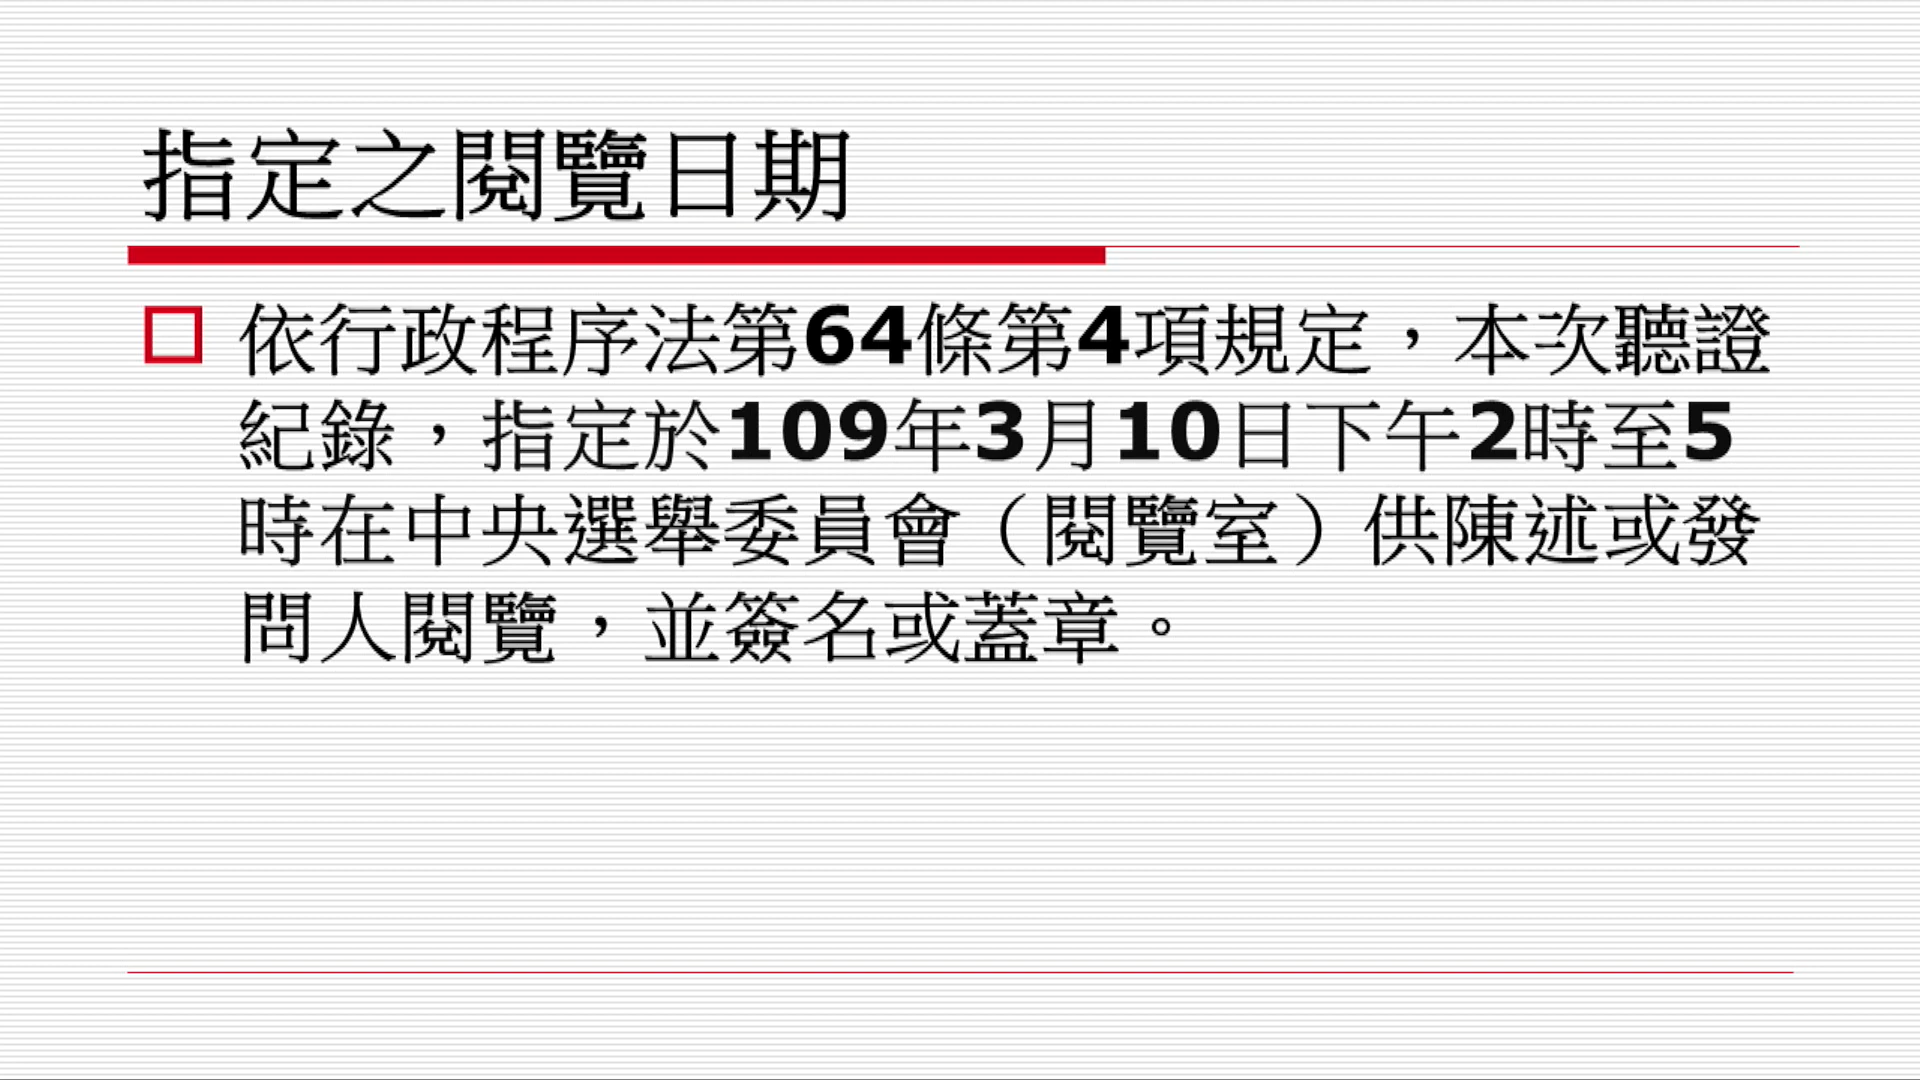 指定之閱覽日期
依行政程序法第64條第4項規定，本次聽證
紀錄，指定於109年3月10日下午2時至5
時在中央選舉委員會（閱覽室）供陳述或發
問人閱覽，並簽名或蓋章。